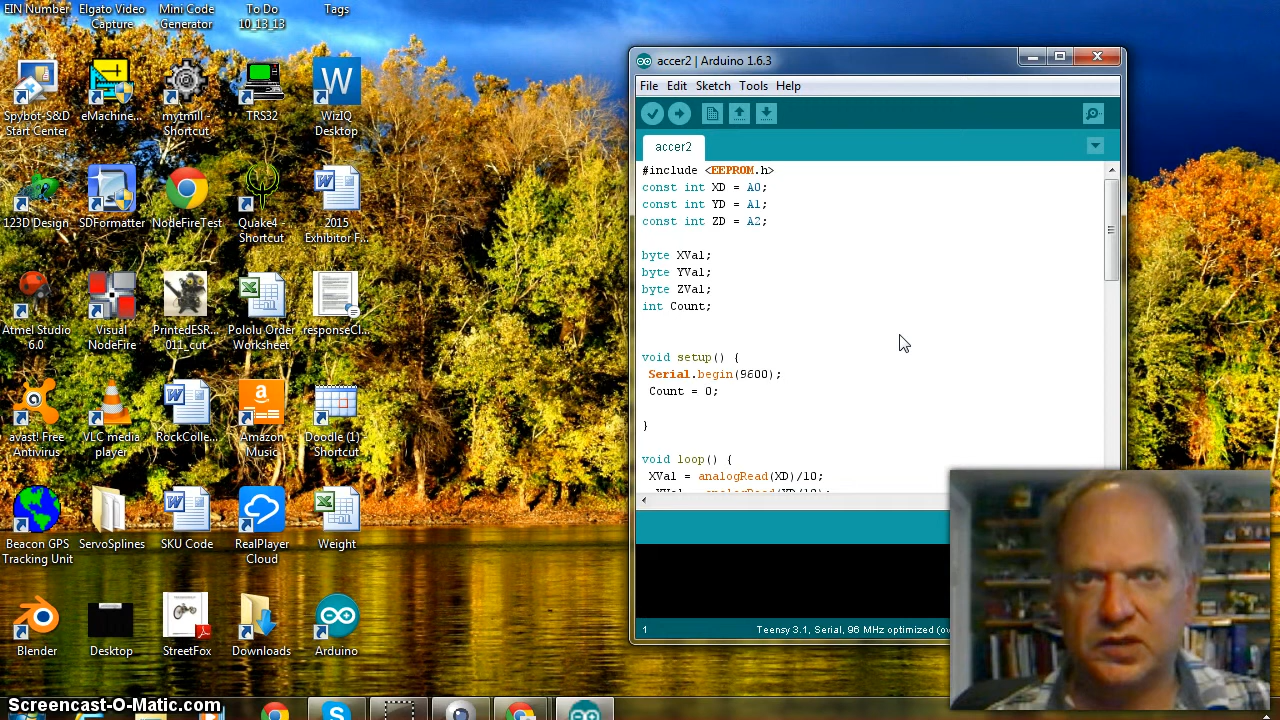 EIN Number
Elgato Video
Capture
Mini Code
Generator
To Do
10_13_13
Tags
Spybot-S&D
Start Center
eMachine...
mytmill -
Shortcut
TRS32
WizIQ
Desktop
123D Design
SDFormatter
NodeFireTest
Quake4 -
Shortcut
2015
Exhibitor F...
Atmel Studio
6.0
Visual
NodeFire
PrintedESR...
011_cut
Pololu Order
Worksheet
responseCl...
avast! Free
Antivirus
VLC media
player
RockColle...
Amazon
Music
Doodle (1) -
Shortcut
Beacon GPS
Tracking Unit
ServoSplines
SKU Code
RealPlayer
Cloud
Weight
Blender
Desktop
StreetFox
Downloads
Arduino
accer2 | Arduino 1.6.3
File Edit Sketch Tools Help
accer2
#include <EEPROM.h>
const int XD = A0;
const int YD = A1;
const int ZD = A2;
byte XVal;
byte YVal;
byte ZVal;
int Count;
void setup() {
Serial.begin(9600);
Count = 0;
}
void loop() {
XVal = analogRead(XD)/10;
1
Teensy 3.1, Serial, 96 MHz optimized (ov
Screencast-O-Matic.com